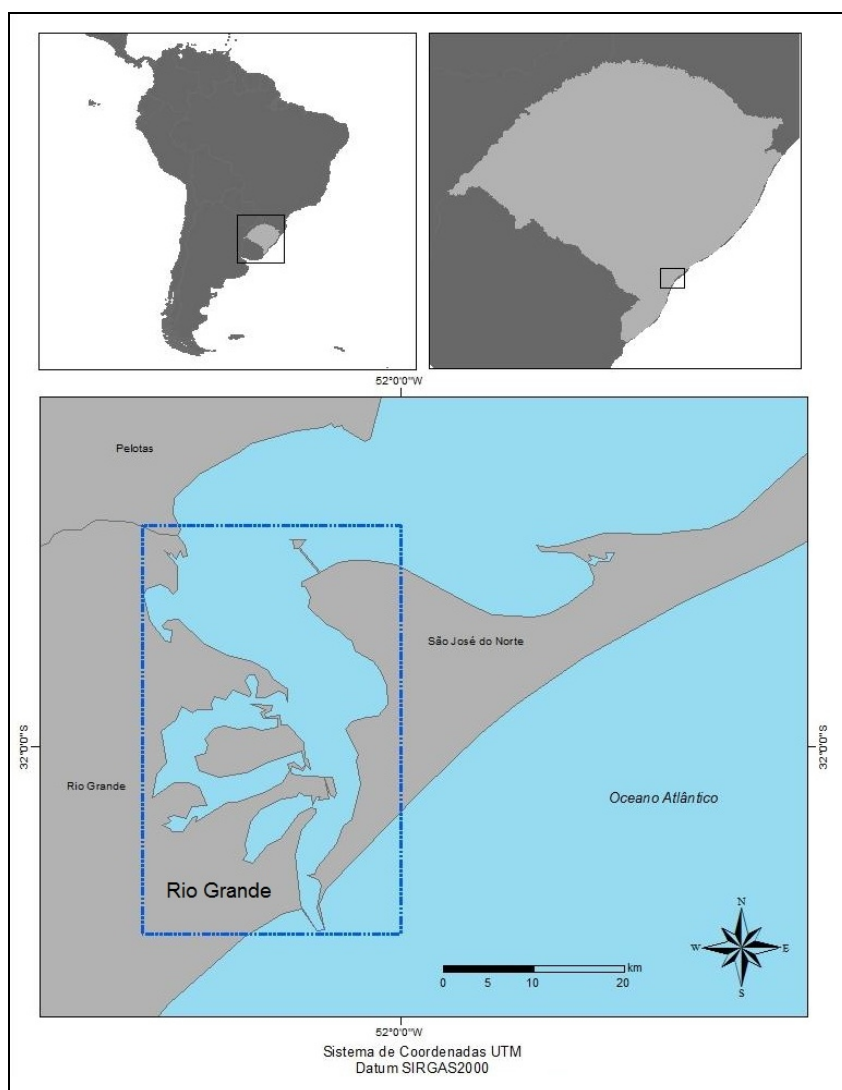 52°0'0"W
Pelotas
São José do Norte
32°0'0"S
32°0'0"S
Rio Grande
Oceano Atlântico
Rio Grande
N
W
E
S
km
0 5 10 20
52°0'0"W
Sistema de Coordenadas UTM
Datum SIRGAS2000